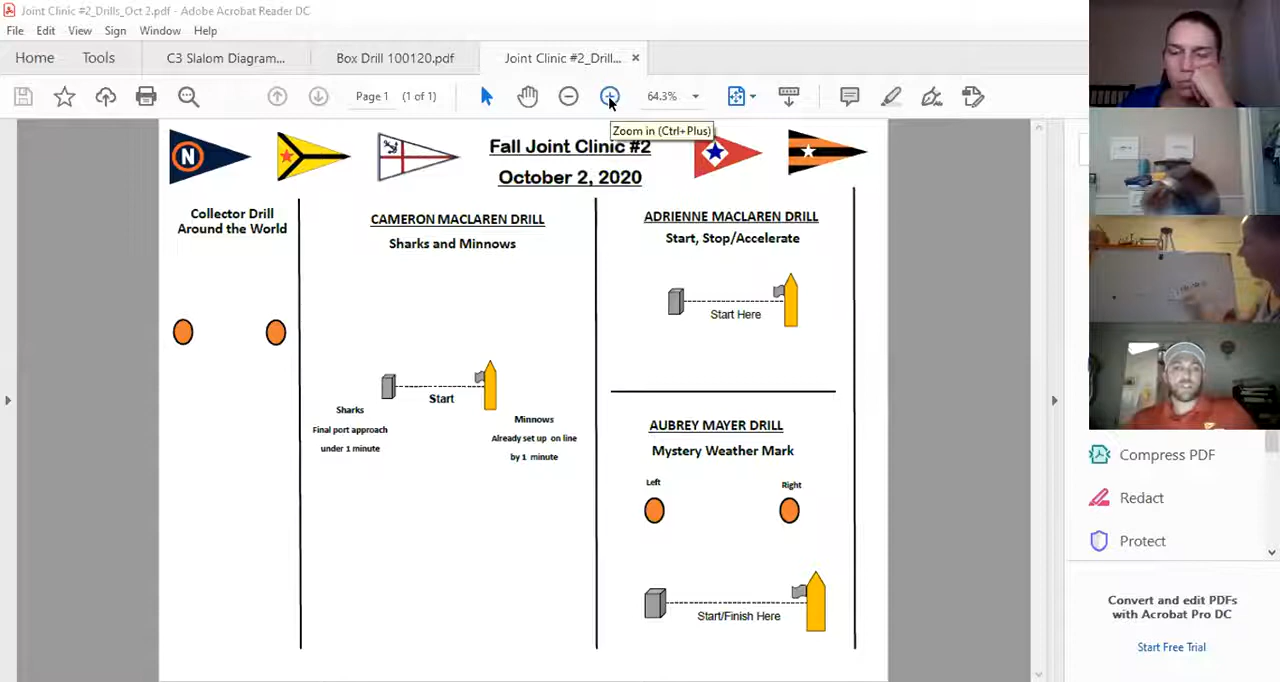 Joint Clinic #2_Drills_Oct 2.pdf - Adobe Acrobat Reader DC
File Edit View Sign Window Help
Home Tools C3 Slalom Diagram... Box Drill 100120.pdf Joint Clinic #2_Drill... ×
Page 1 (1 of 1) 64.3%
Zoom in (Ctrl+Plus)
N
Fall Joint Clinic #2
October 2, 2020
Collector Drill
Around the World
CAMERON MACLAREN DRILL
Sharks and Minnows
Start
Sharks
Final port approach
under 1 minute
Minnows
Already set up on line
by 1 minute
ADRIENNE MACLAREN DRILL
Start, Stop/Accelerate
Start Here
AUBREY MAYER DRILL
Mystery Weather Mark
Left Right
Start/Finish Here
Compress PDF
Redact
Protect
Convert and edit PDFs
with Acrobat Pro DC
Start Free Trial